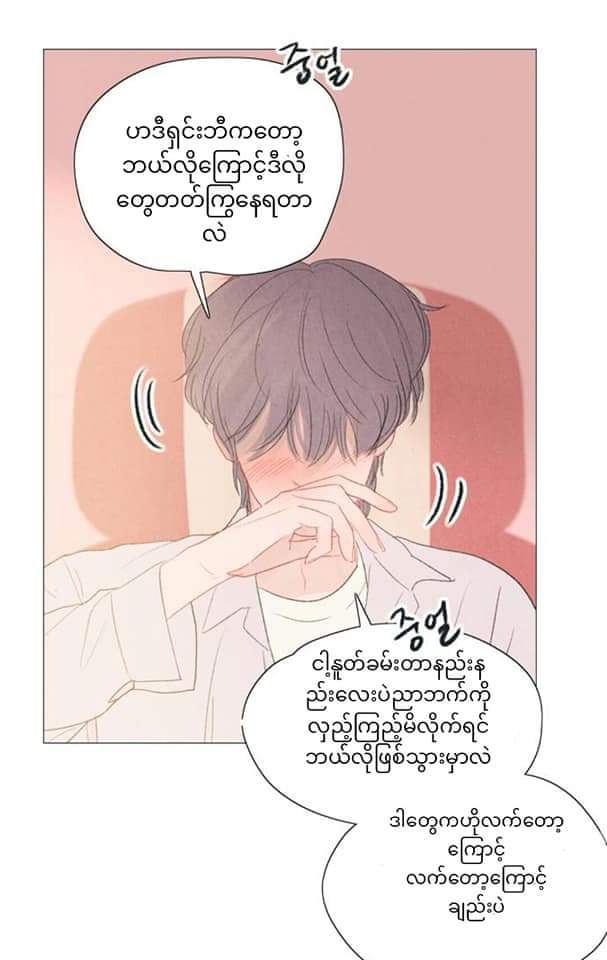 중얼
ဟဒီရှင်းဘီကတော့
ဘယ်လိုကြောင့်ဒီလို
တွေတတ်ကြွနေရတာ
လဲ
중얼
ငါ့နှုတ်ခမ်းတာနည်းန
ည်းလေးပဲညာဘက်ကို
လှည့်ကြည့်မိလိုက်ရင်
ဘယ်လိုဖြစ်သွားမှာလဲ
ဒါတွေကဟိုလက်တော့
ကြောင့်
လက်တော့ကြောင့်
ချည်းပဲ